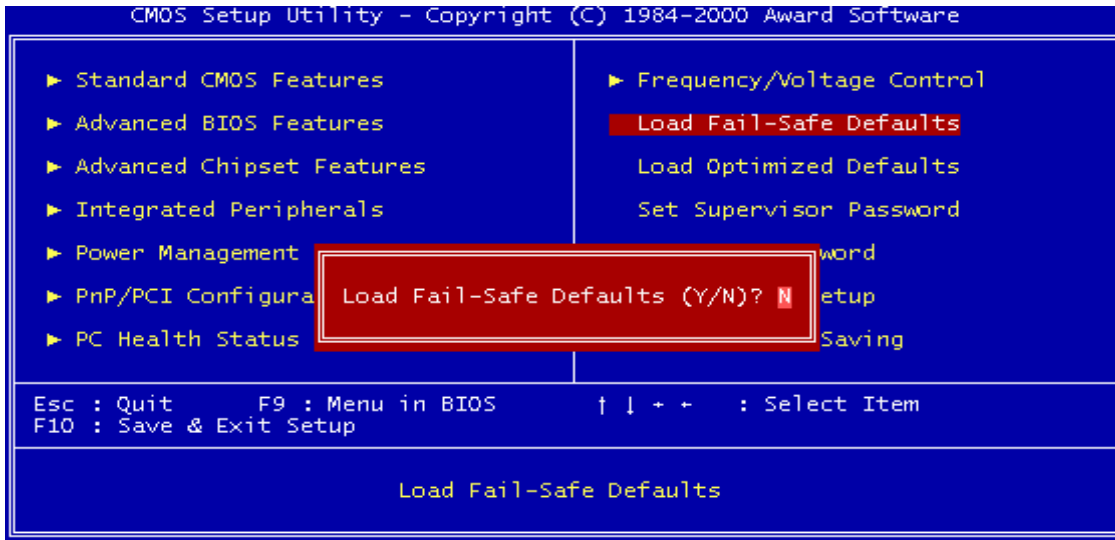 CMOS Setup Utility – Copyright (C) 1984–2000 Award Software
► Standard CMOS Features
► Advanced BIOS Features
► Advanced Chipset Features
► Integrated Peripherals
► Power Management
► PnP/PCI Configura
► PC Health Status
► Frequency/Voltage Control
Load Fail-Safe Defaults
Load Optimized Defaults
Set Supervisor Password
word
etup
Saving
Load Fail-Safe Defaults (Y/N)? N
Esc : Quit F9 : Menu in BIOS ↑ ↓ + ← : Select Item
F10 : Save & Exit Setup
Load Fail-Safe Defaults